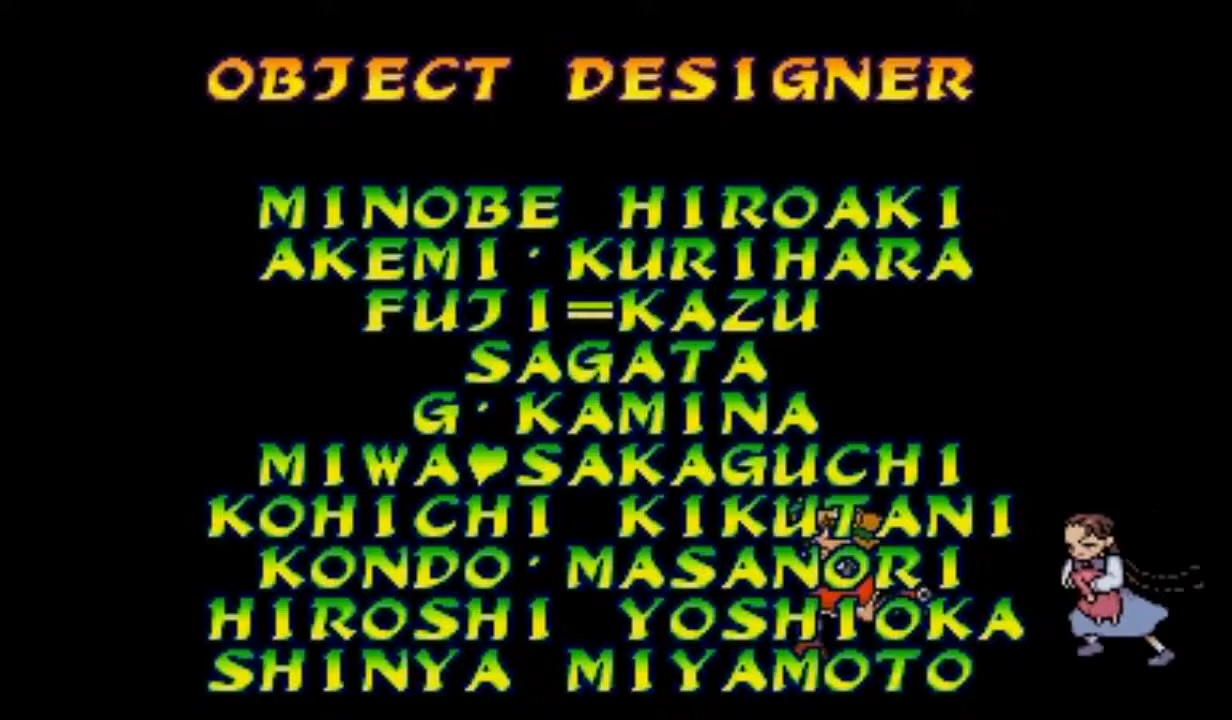 OBJECT DESIGNER
MINOBE HIROAKI
AKEMI·KURIHARA
FUJI=KAZU
SAGATA
G·KAMINA
MIWA♥SAKAGUCHI
KOHICHI KIKUTANI
KONDO·MASANORI
HIROSHI YOSHIOKA
SHINYA MIYAMOTO